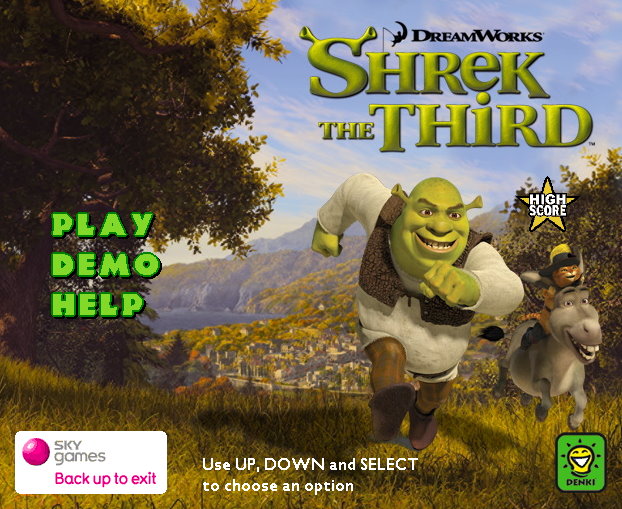 DREAMWORKS
SHREK
THE THIRD™
HIGH
SCORE
PLAY
DEMO
HELP
sky
games
Back up to exit
Use UP, DOWN and SELECT
to choose an option
DENKI